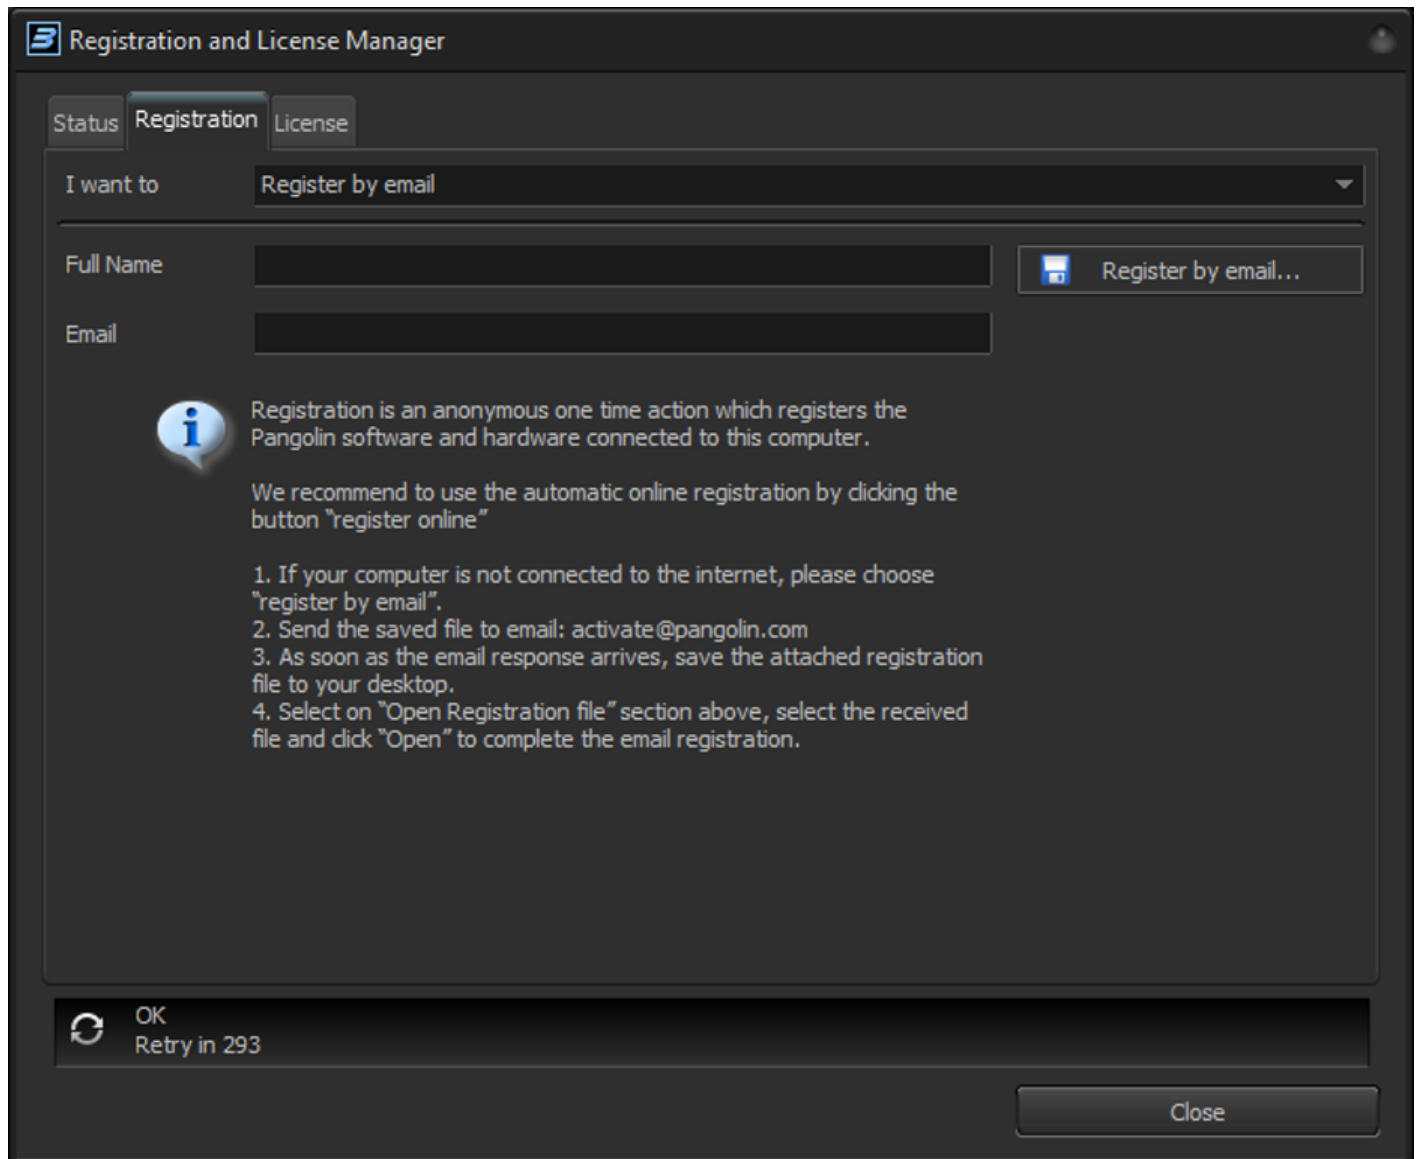 Registration and License Manager
Status Registration License
I want to Register by email
Full Name Register by email...
Email
Registration is an anonymous one time action which registers the
Pangolin software and hardware connected to this computer.
We recommend to use the automatic online registration by clicking the
button “register online”
1. If your computer is not connected to the internet, please choose
“register by email”.
2. Send the saved file to email: activate@pangolin.com
3. As soon as the email response arrives, save the attached registration
file to your desktop.
4. Select on “Open Registration file” section above, select the received
file and click “Open” to complete the email registration.
OK
Retry in 293
Close